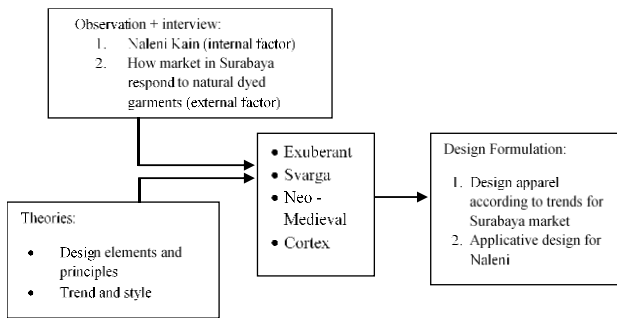 Observation + interview:
1. Naleni Kain (internal factor)
2. How market in Surabaya
respond to natural dyed
garments (external factor)
Theories:
• Design elements and
principles
• Trend and style
• Exuberant
• Svarga
• Neo -
Medieval
• Cortex
Design Formulation:
1. Design apparel
according to trends for
Surabaya market
2. Applicative design for
Naleni